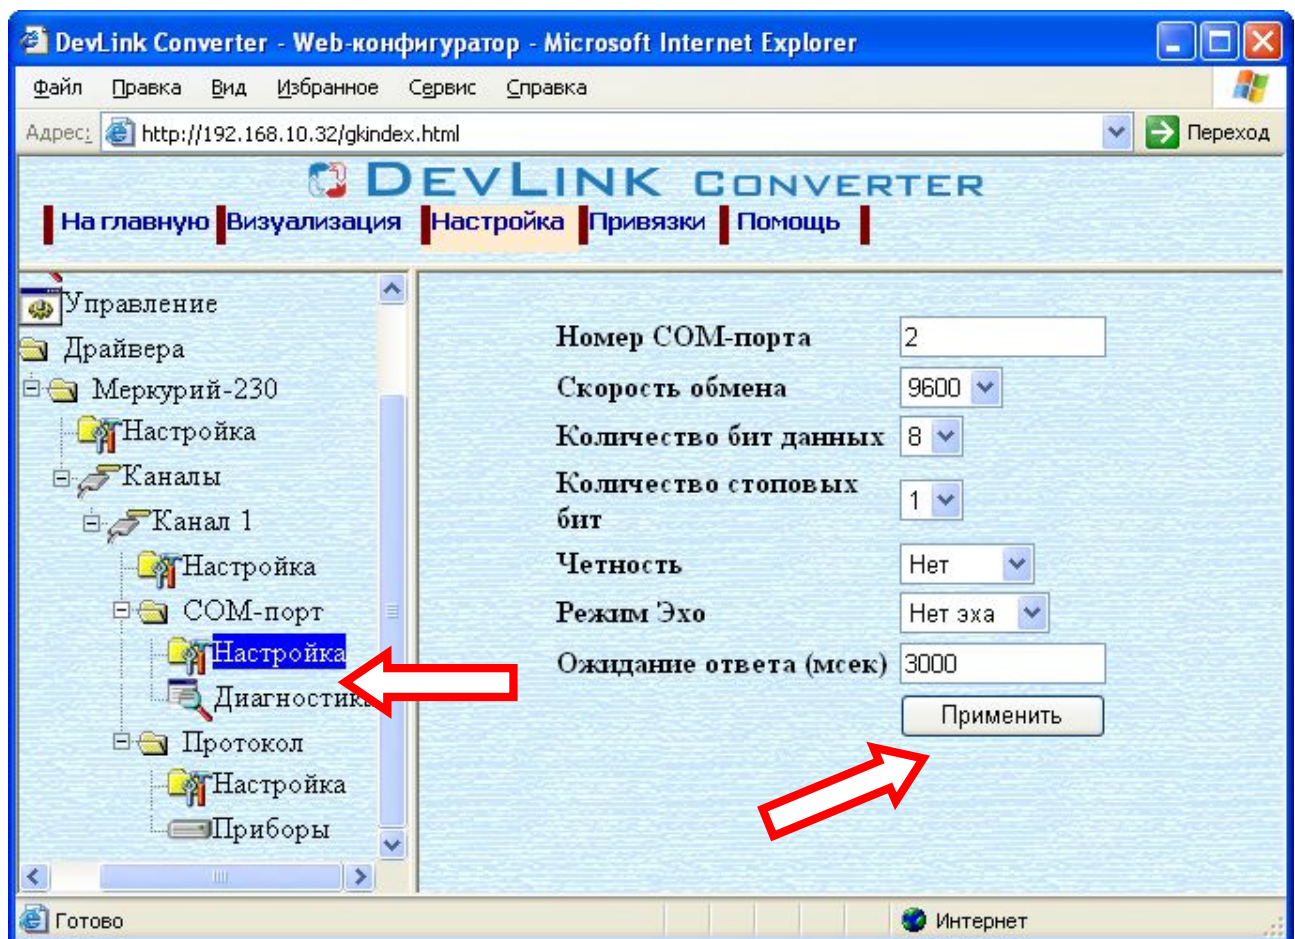 DevLink Converter - Web-конфигуратор - Microsoft Internet Explorer
Файл Правка Вид Избранное Сервис Справка
Адрес: http://192.168.10.32/gkindex.html Переход
DEVLINK CONVERTER
На главную Визуализация Настройка Привязки Помощь
Управление
Драйвера
Меркурий-230
Настройка
Каналы
Канал 1
Настройка
COM-порт
Настройка
Диагностика
Протокол
Настройка
Приборы
Номер COM-порта 2
Скорость обмена 9600
Количество бит данных 8
Количество стоповых
бит 1
Четность Нет
Режим Эхо Нет эха
Ожидание ответа (мсек) 3000
Применить
Готово Интернет